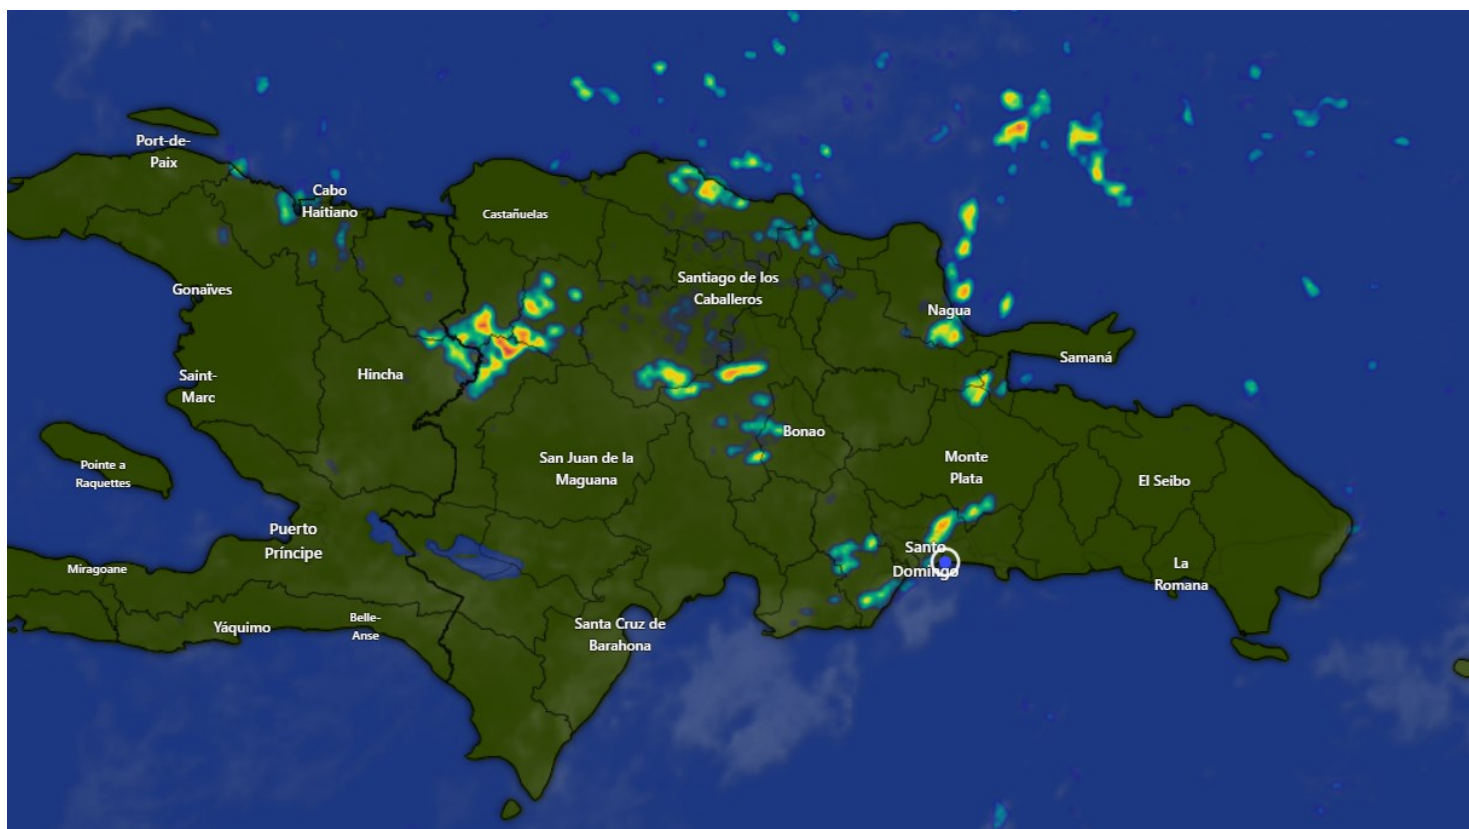 Port-de-
Paix
Cabo
Haitiano
Castañuelas
Santiago de los
Caballeros
Gonaïves
Nagua
Samaná
Saint-
Marc
Hincha
Bonao
San Juan de la
Maguana
Monte
Plata
El Seibo
Pointe a
Raquettes
Puerto
Príncipe
Santo
Domingo
Miragoane
La
Romana
Yáquimo
Belle-
Anse
Santa Cruz de
Barahona